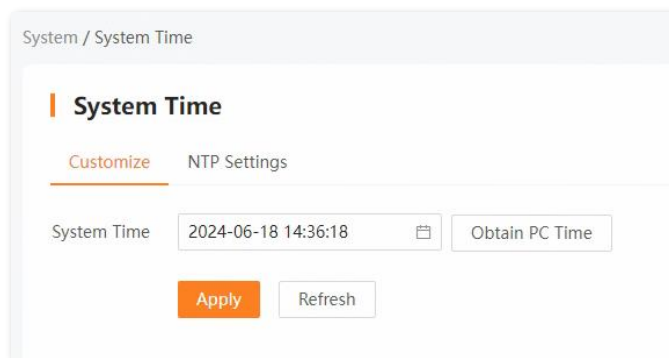 System / System Time
System Time
Customize NTP Settings
System Time 2024-06-18 14:36:18 Obtain PC Time
Apply Refresh